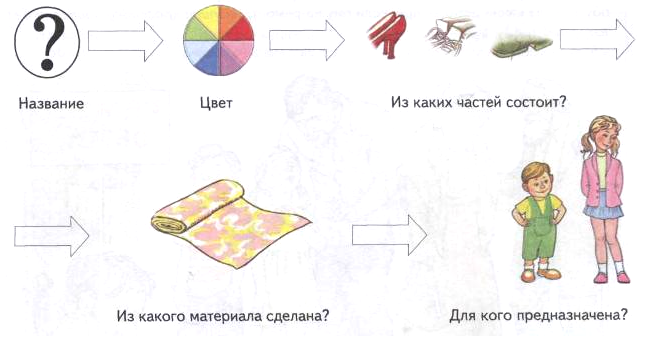 ?
Название
Цвет
Из каких частей состоит?
Из какого материала сделана?
Для кого предназначена?